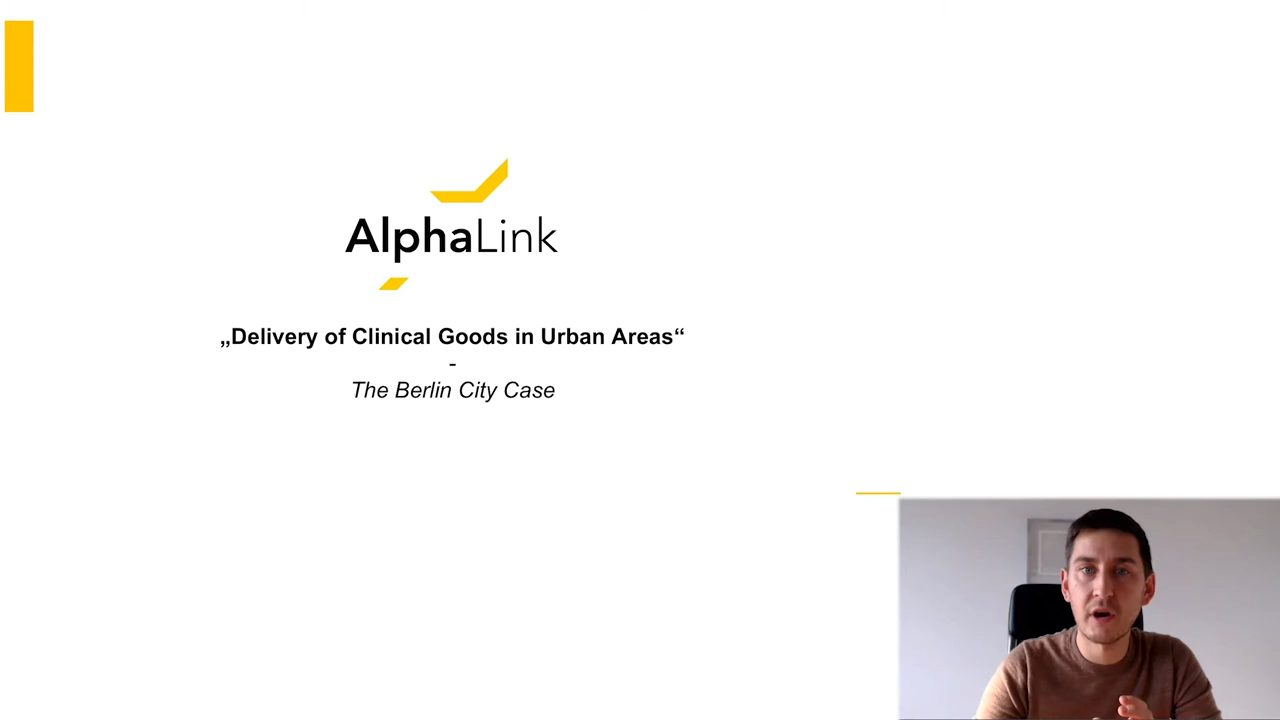 AlphaLink
„Delivery of Clinical Goods in Urban Areas“
-
The Berlin City Case